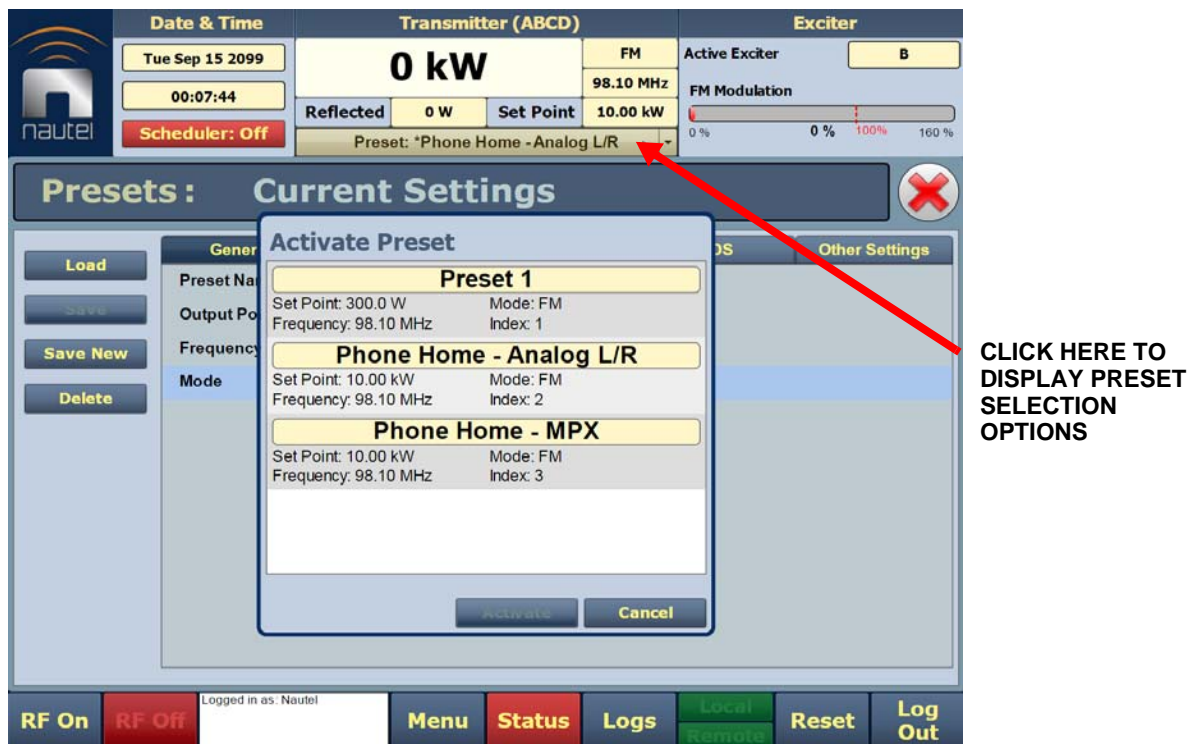 Date & Time
Transmitter (ABCD)
Exciter
nautel
Tue Sep 15 2099
00:07:44
Scheduler: Off
0 kW
FM
98.10 MHz
Reflected 0 W Set Point 10.00 kW
Preset: *Phone Home - Analog L/R
Active Exciter B
FM Modulation
0 % 0 % 100% 160 %
Presets: Current Settings
Load
Save
Save New
Delete
Gener
DS
Other Settings
Preset Na
Output Po
Frequency
Mode
Activate Preset
Preset 1
Set Point: 300.0 W Mode: FM
Frequency: 98.10 MHz Index: 1
Phone Home - Analog L/R
Set Point: 10.00 kW Mode: FM
Frequency: 98.10 MHz Index: 2
Phone Home - MPX
Set Point: 10.00 kW Mode: FM
Frequency: 98.10 MHz Index: 3
Activate Cancel
CLICK HERE TO
DISPLAY PRESET
SELECTION
OPTIONS
RF On
RF Off
Logged in as: Nautel
Menu
Status
Logs
Local
Remote
Reset
Log
Out